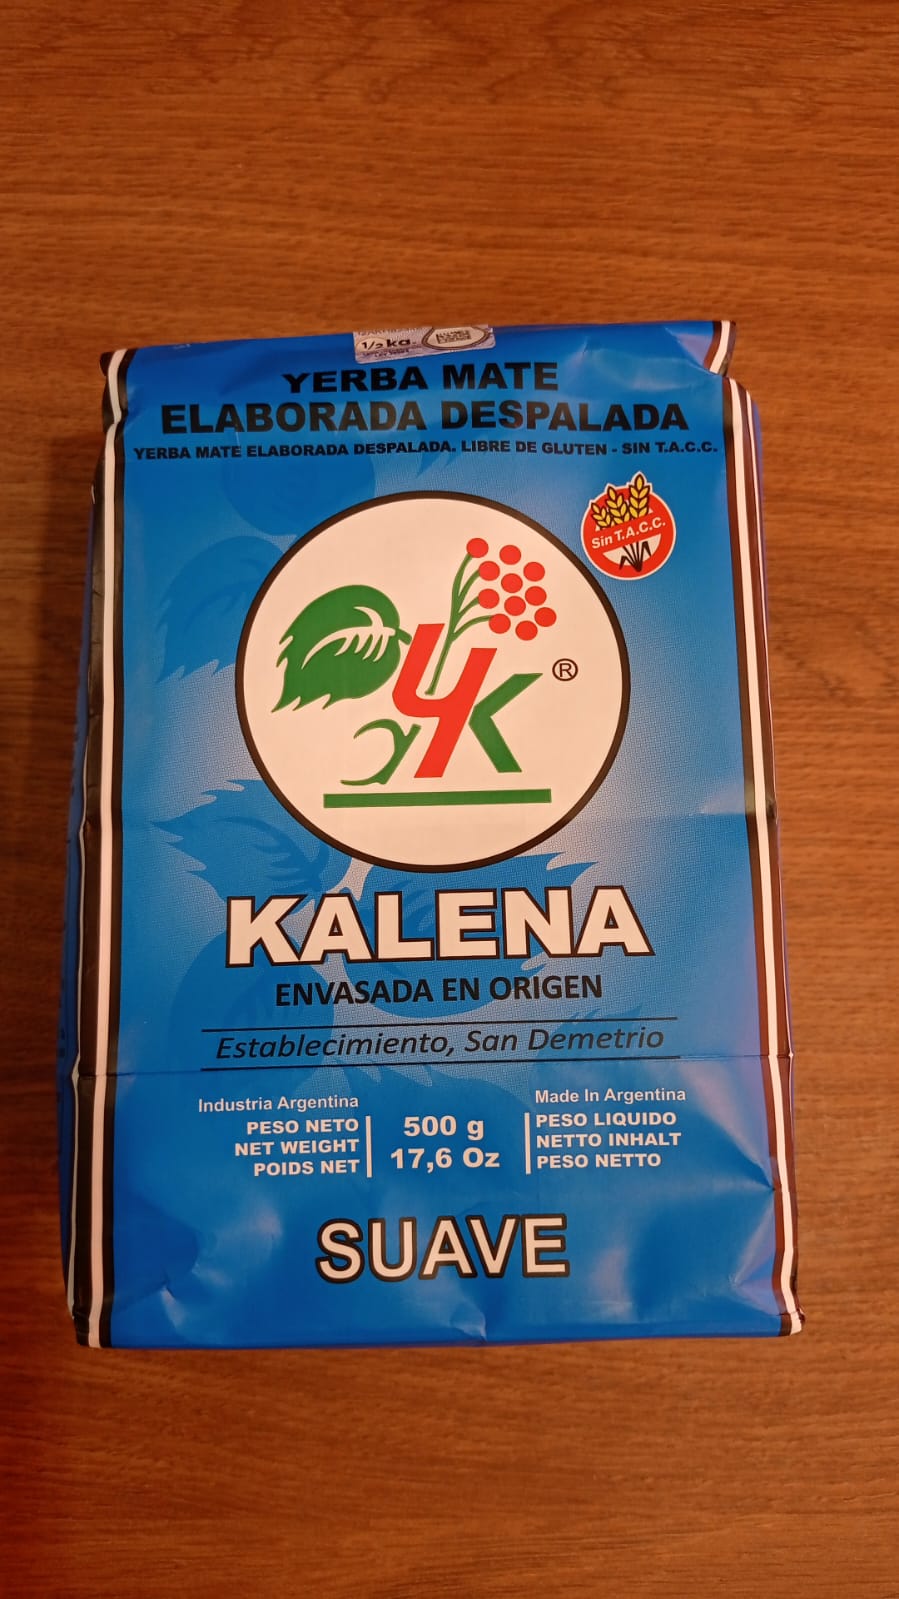 1/2 kg.
YERBA MATE
ELABORADA DESPALADA
YERBA MATE ELABORADA DESPALADA. LIBRE DE GLUTEN - SIN T.A.C.C.
Sin T.A.C.C.
YK
®
KALENA
ENVASADA EN ORIGEN
Establecimiento, San Demetrio
Industria Argentina
PESO NETO
NET WEIGHT
POIDS NET
500 g
17,6 Oz
Made In Argentina
PESO LIQUIDO
NETTO INHALT
PESO NETTO
SUAVE